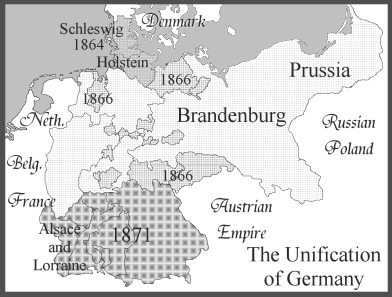 Schleswig
1864
Denmark
Holstein
1866
Prussia
1866
Brandenburg
Neth.
Russian
Poland
Belg.
1866
France
Austrian
Empire
Alsace
and
Lorraine
1871
The Unification
of Germany